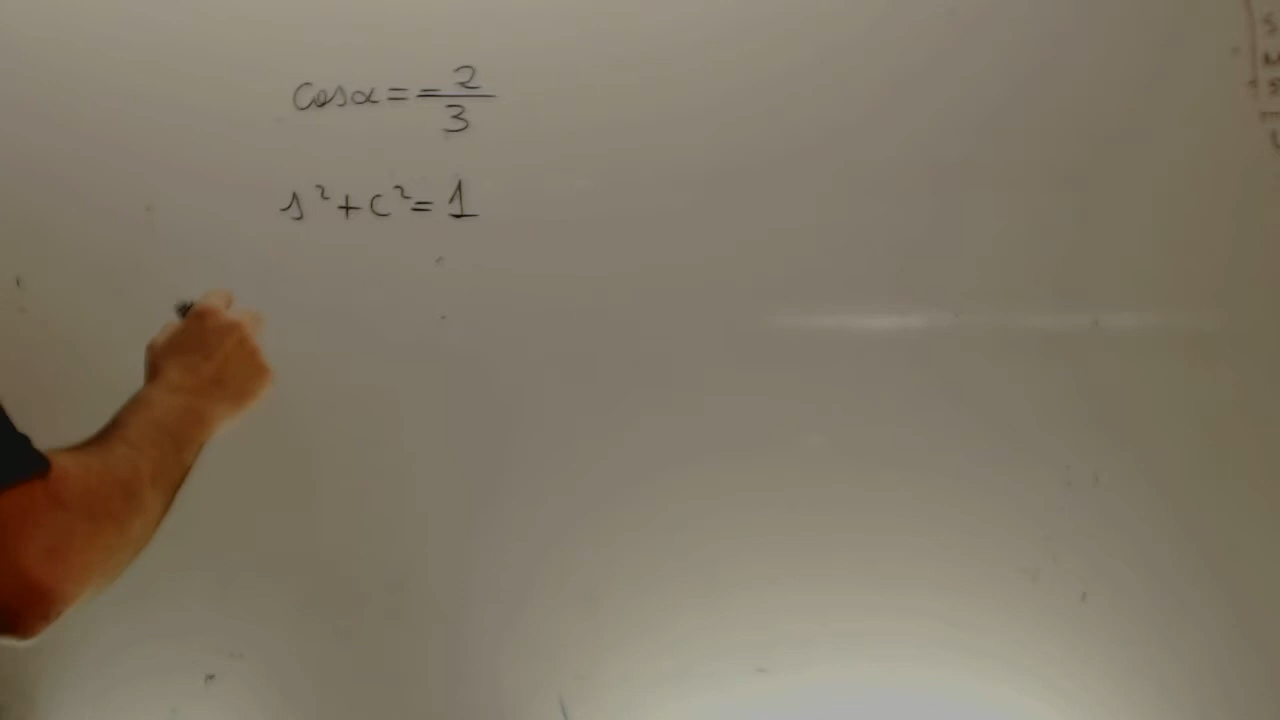 cosα = -2/3
s² + c² = 1